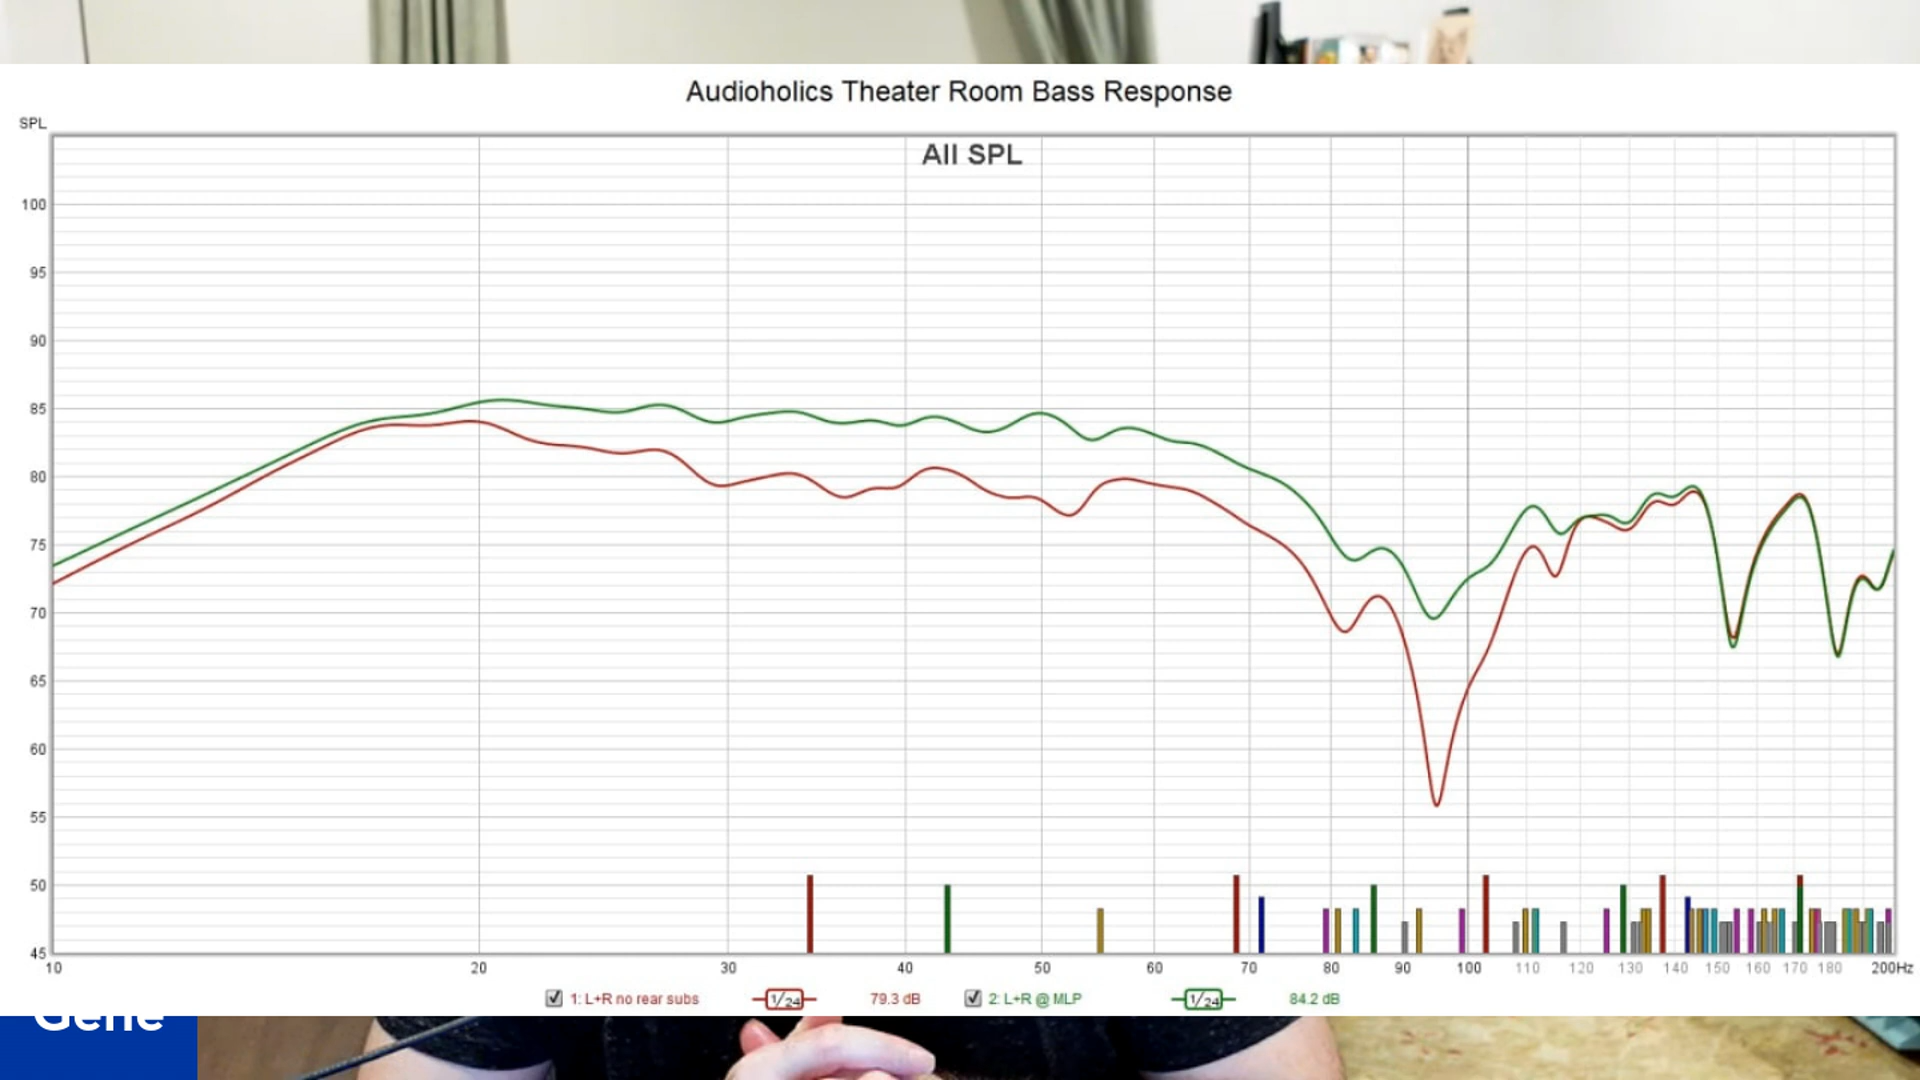 Audioholics Theater Room Bass Response
SPL
All SPL
100
95
90
85
80
75
70
65
60
55
50
45
10 20 30 40 50 60 70 80 90 100 110 120 130 140 150 160 170 180 200Hz
1: L+R no rear subs 1/24 79.3 dB 2: L+R @ MLP 1/24 84.2 dB
Gene